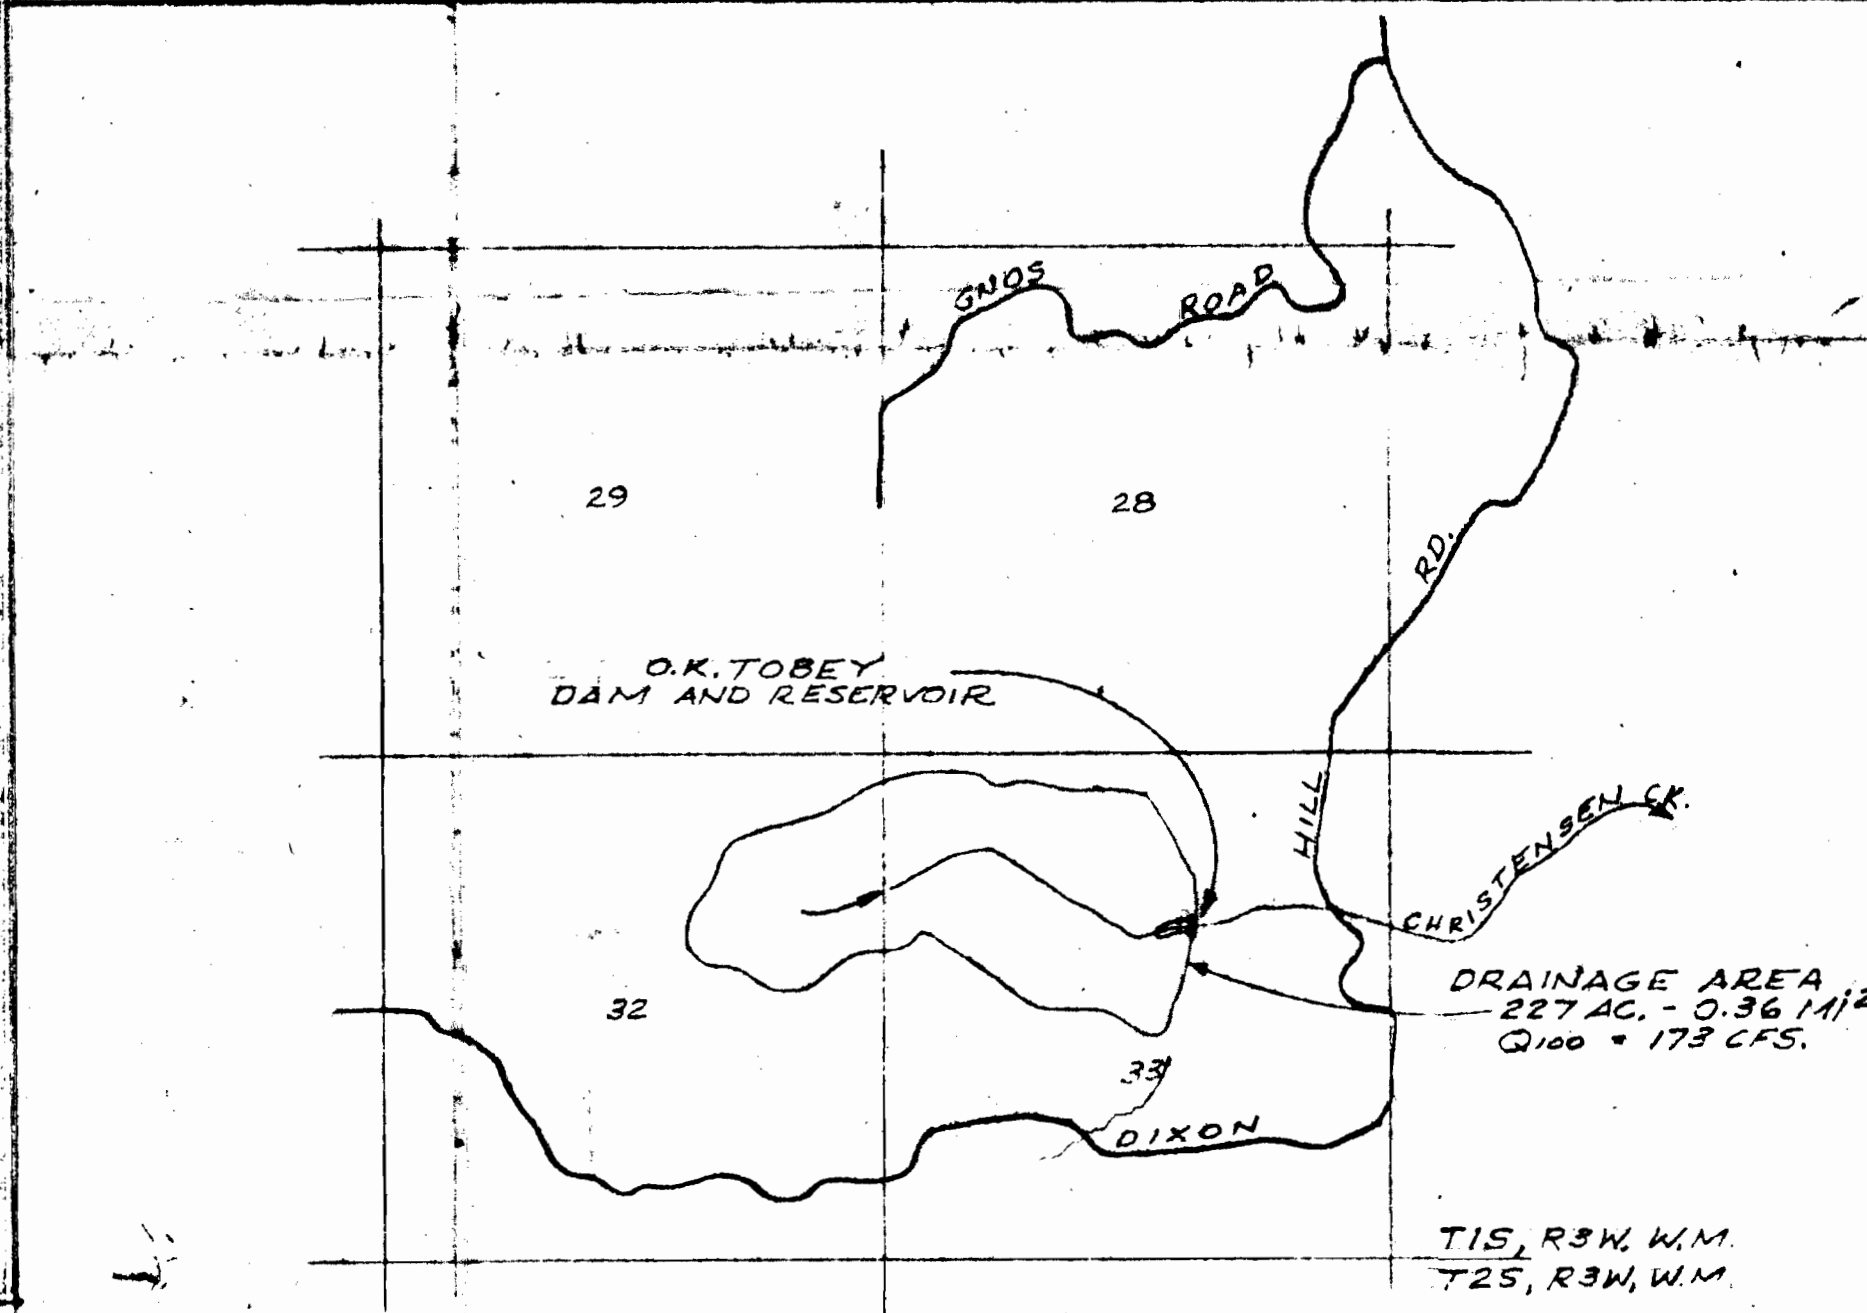 GNOS ROAD
29
28
RD.
O.K. TOBEY
DAM AND RESERVOIR
HILL
CHRISTENSEN CK.
DRAINAGE AREA
227 AC. - 0.36 Mi²
Q100 = 173 CFS.
32
33
DIXON
T1S, R3W, W.M.
T2S, R3W, W.M.